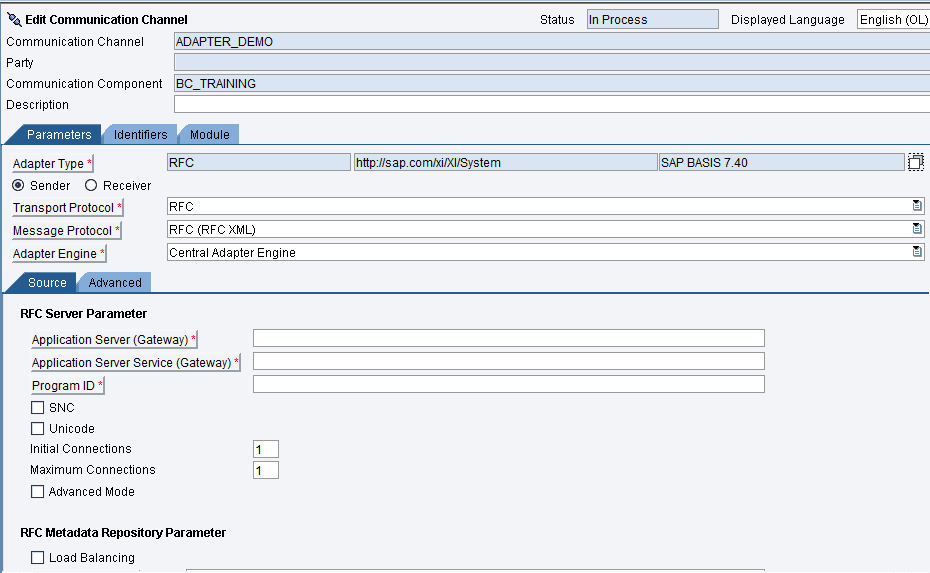 Edit Communication Channel Status In Process Displayed Language English (OL)
Communication Channel ADAPTER_DEMO
Party
Communication Component BC_TRAINING
Description
Parameters Identifiers Module
Adapter Type * RFC http://sap.com/xi/XI/System SAP BASIS 7.40
Sender Receiver
Transport Protocol * RFC
Message Protocol * RFC (RFC XML)
Adapter Engine * Central Adapter Engine
Source Advanced
RFC Server Parameter
Application Server (Gateway) *
Application Server Service (Gateway) *
Program ID *
SNC
Unicode
Initial Connections 1
Maximum Connections 1
Advanced Mode
RFC Metadata Repository Parameter
Load Balancing